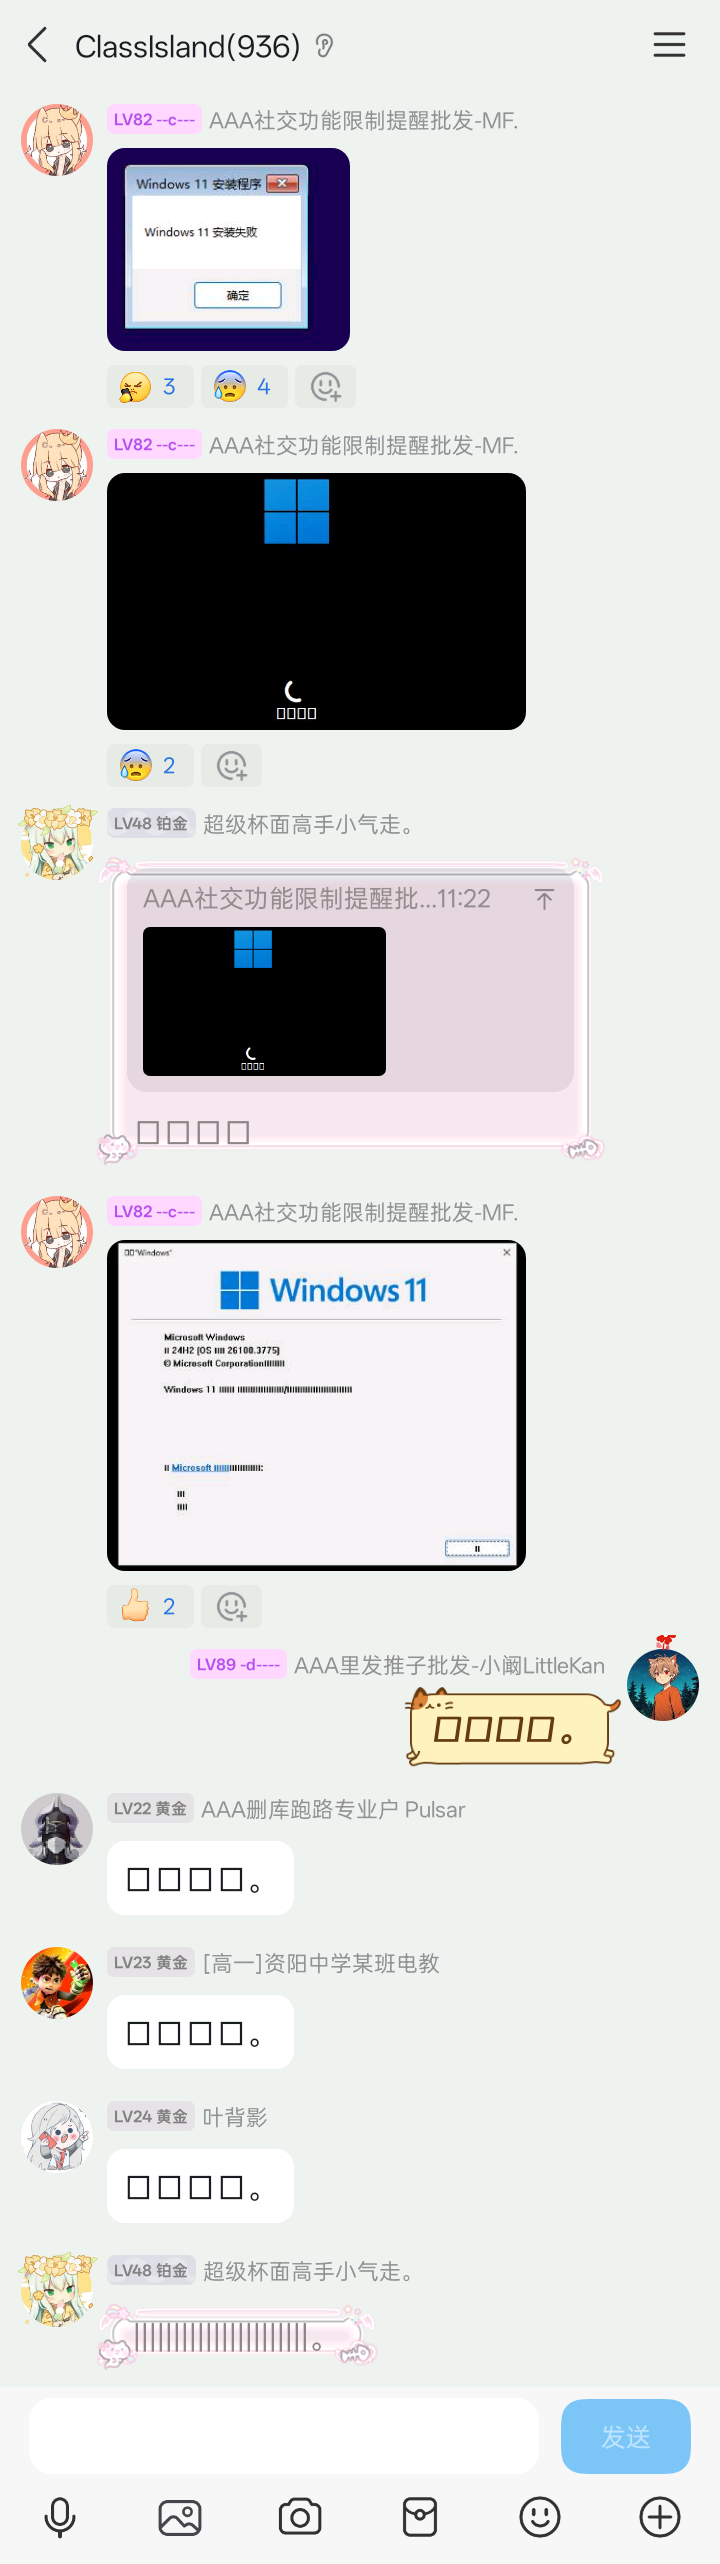 ClassIsland(936)
LV82 --c--- AAA社交功能限制提醒批发-MF.
Windows 11 安装程序
Windows 11 安装失败
确定
3 4
LV82 --c--- AAA社交功能限制提醒批发-MF.
□□□□
2
LV48 铂金 超级杯面高手小气走。
AAA社交功能限制提醒批...11:22
□□□□
□□□□
LV82 --c--- AAA社交功能限制提醒批发-MF.
□□"Windows"
Windows 11
Microsoft Windows
24H2 (OS 26100.3775)
© Microsoft Corporation
Windows 11
Microsoft
2
LV89 -d---- AAA里发推子批发-小阚LittleKan
□□□□。
LV22 黄金 AAA删库跑路专业户 Pulsar
□□□□。
LV23 黄金 [高一]资阳中学某班电教
□□□□。
LV24 黄金 叶背影
□□□□。
LV48 铂金 超级杯面高手小气走。
||||||||||||||||||||||。
发送